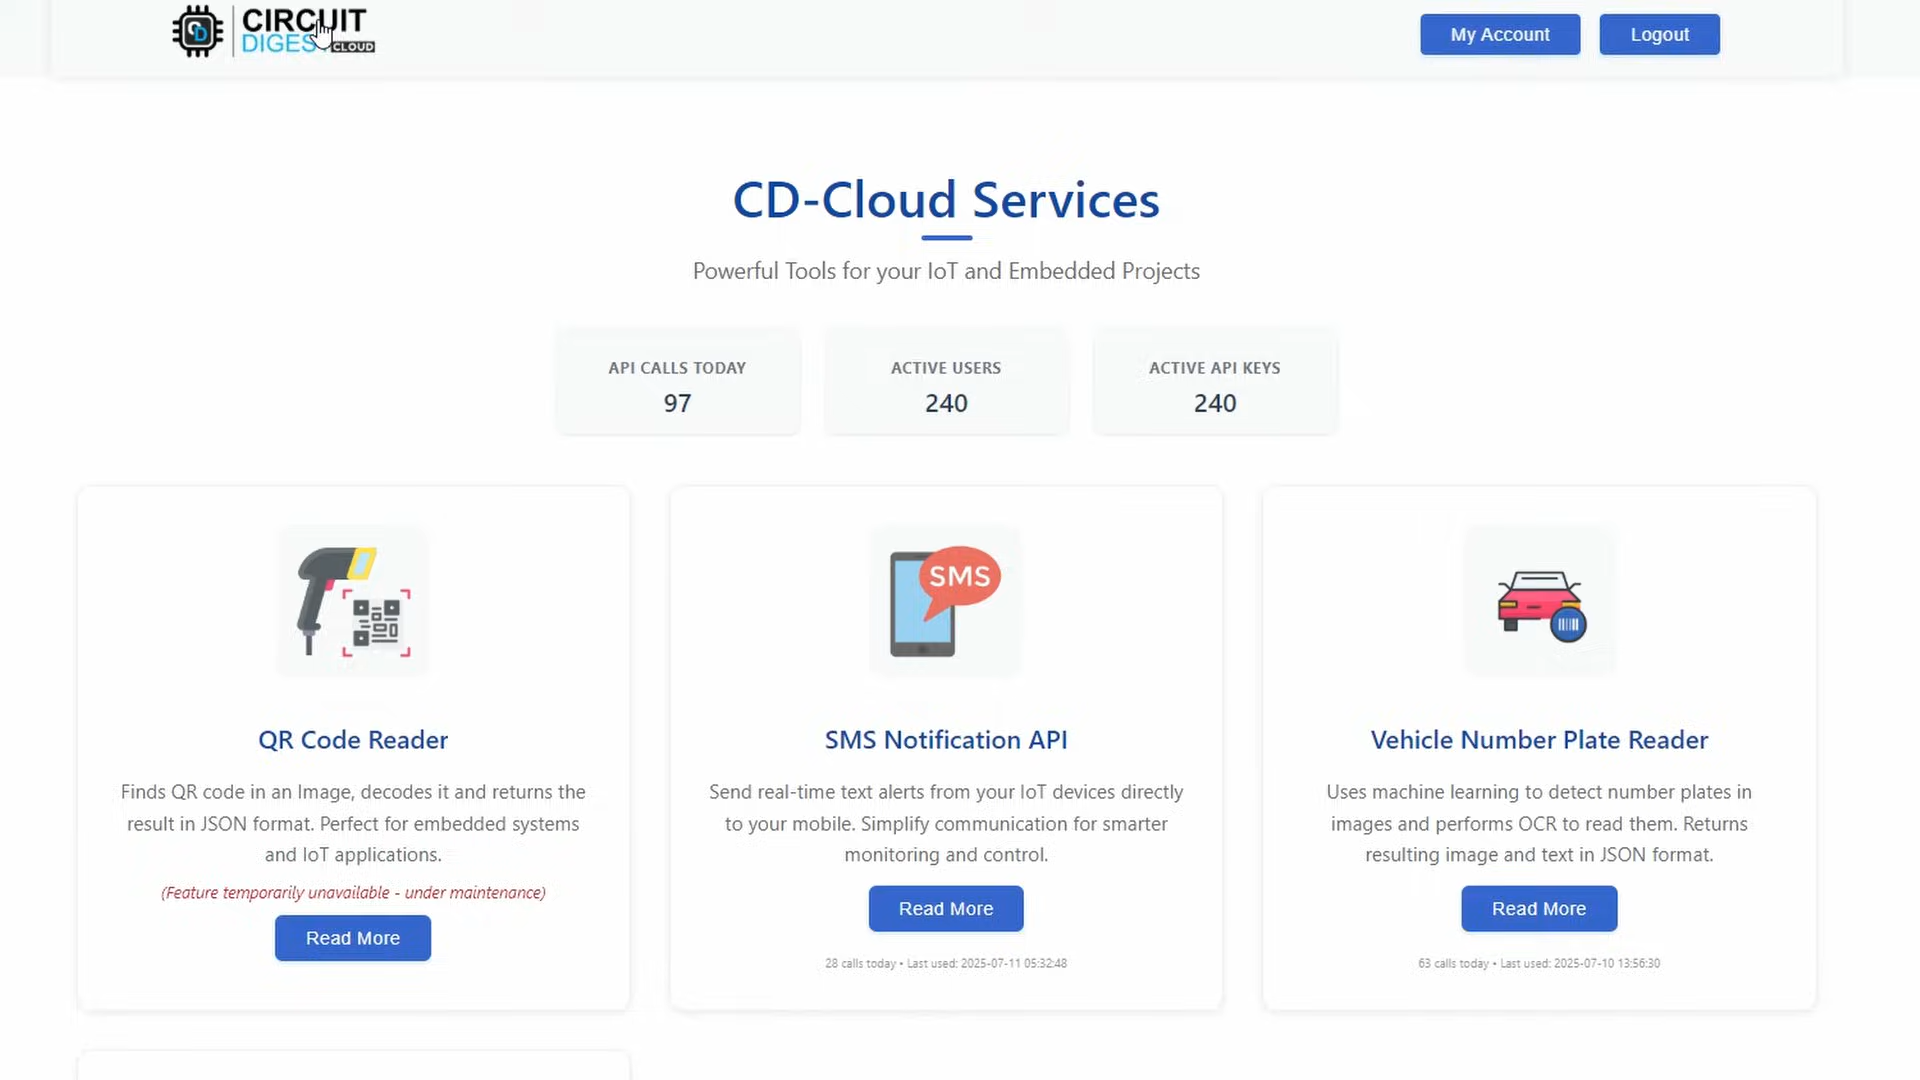 CIRCUIT
DIGEST CLOUD
My Account
Logout
CD-Cloud Services
Powerful Tools for your IoT and Embedded Projects
API CALLS TODAY
97
ACTIVE USERS
240
ACTIVE API KEYS
240
QR Code Reader
Finds QR code in an Image, decodes it and returns the
result in JSON format. Perfect for embedded systems
and IoT applications.
(Feature temporarily unavailable - under maintenance)
Read More
SMS
SMS Notification API
Send real-time text alerts from your IoT devices directly
to your mobile. Simplify communication for smarter
monitoring and control.
Read More
28 calls today • Last used: 2025-07-11 05:32:48
Vehicle Number Plate Reader
Uses machine learning to detect number plates in
images and performs OCR to read them. Returns
resulting image and text in JSON format.
Read More
63 calls today • Last used: 2025-07-10 13:56:30